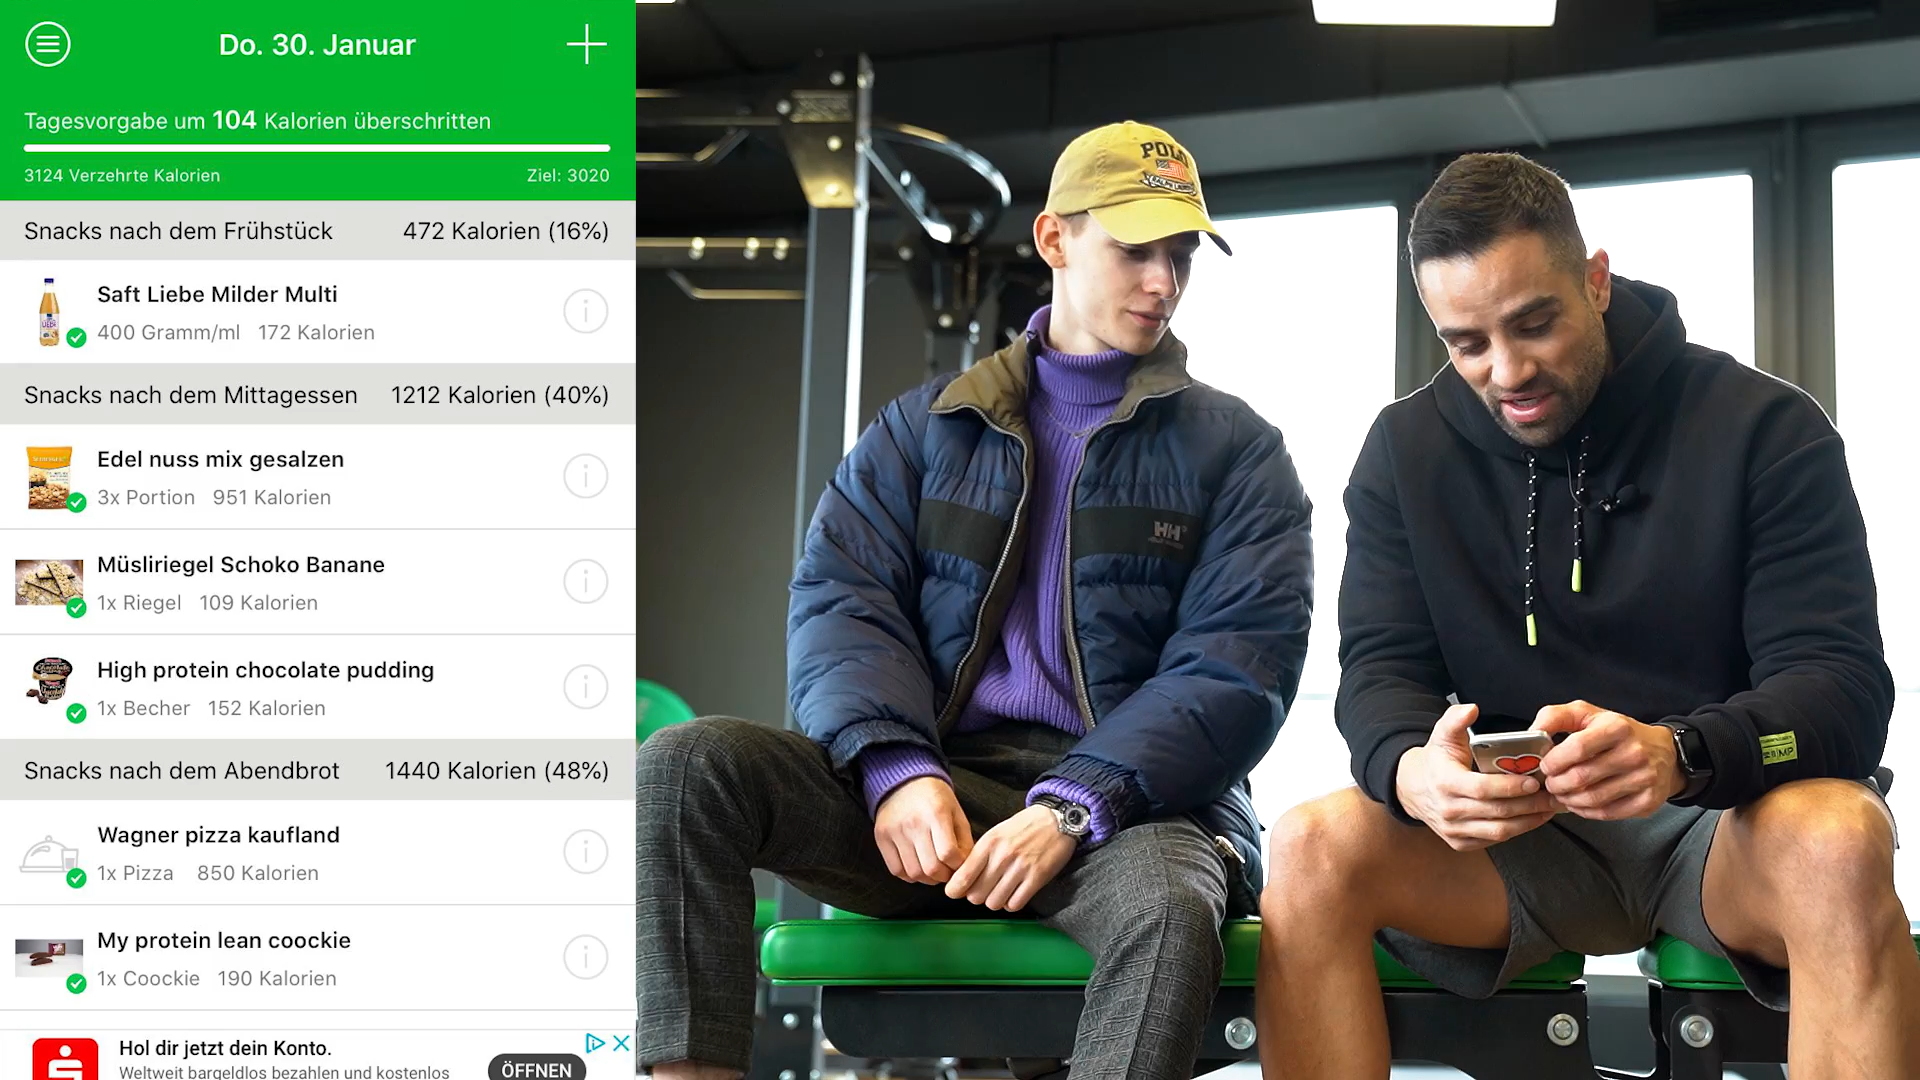 Do. 30. Januar
Tagesvorgabe um 104 Kalorien überschritten
3124 Verzehrte Kalorien
Ziel: 3020
Snacks nach dem Frühstück 472 Kalorien (16%)
Saft Liebe Milder Multi
400 Gramm/ml 172 Kalorien
Snacks nach dem Mittagessen 1212 Kalorien (40%)
Edel nuss mix gesalzen
3x Portion 951 Kalorien
Müsliriegel Schoko Banane
1x Riegel 109 Kalorien
High protein chocolate pudding
1x Becher 152 Kalorien
Snacks nach dem Abendbrot 1440 Kalorien (48%)
Wagner pizza kaufland
1x Pizza 850 Kalorien
My protein lean coockie
1x Coockie 190 Kalorien
Hol dir jetzt dein Konto.
Weltweit bargeldlos bezahlen und kostenlos
ÖFFNEN
POLO
HH
MP